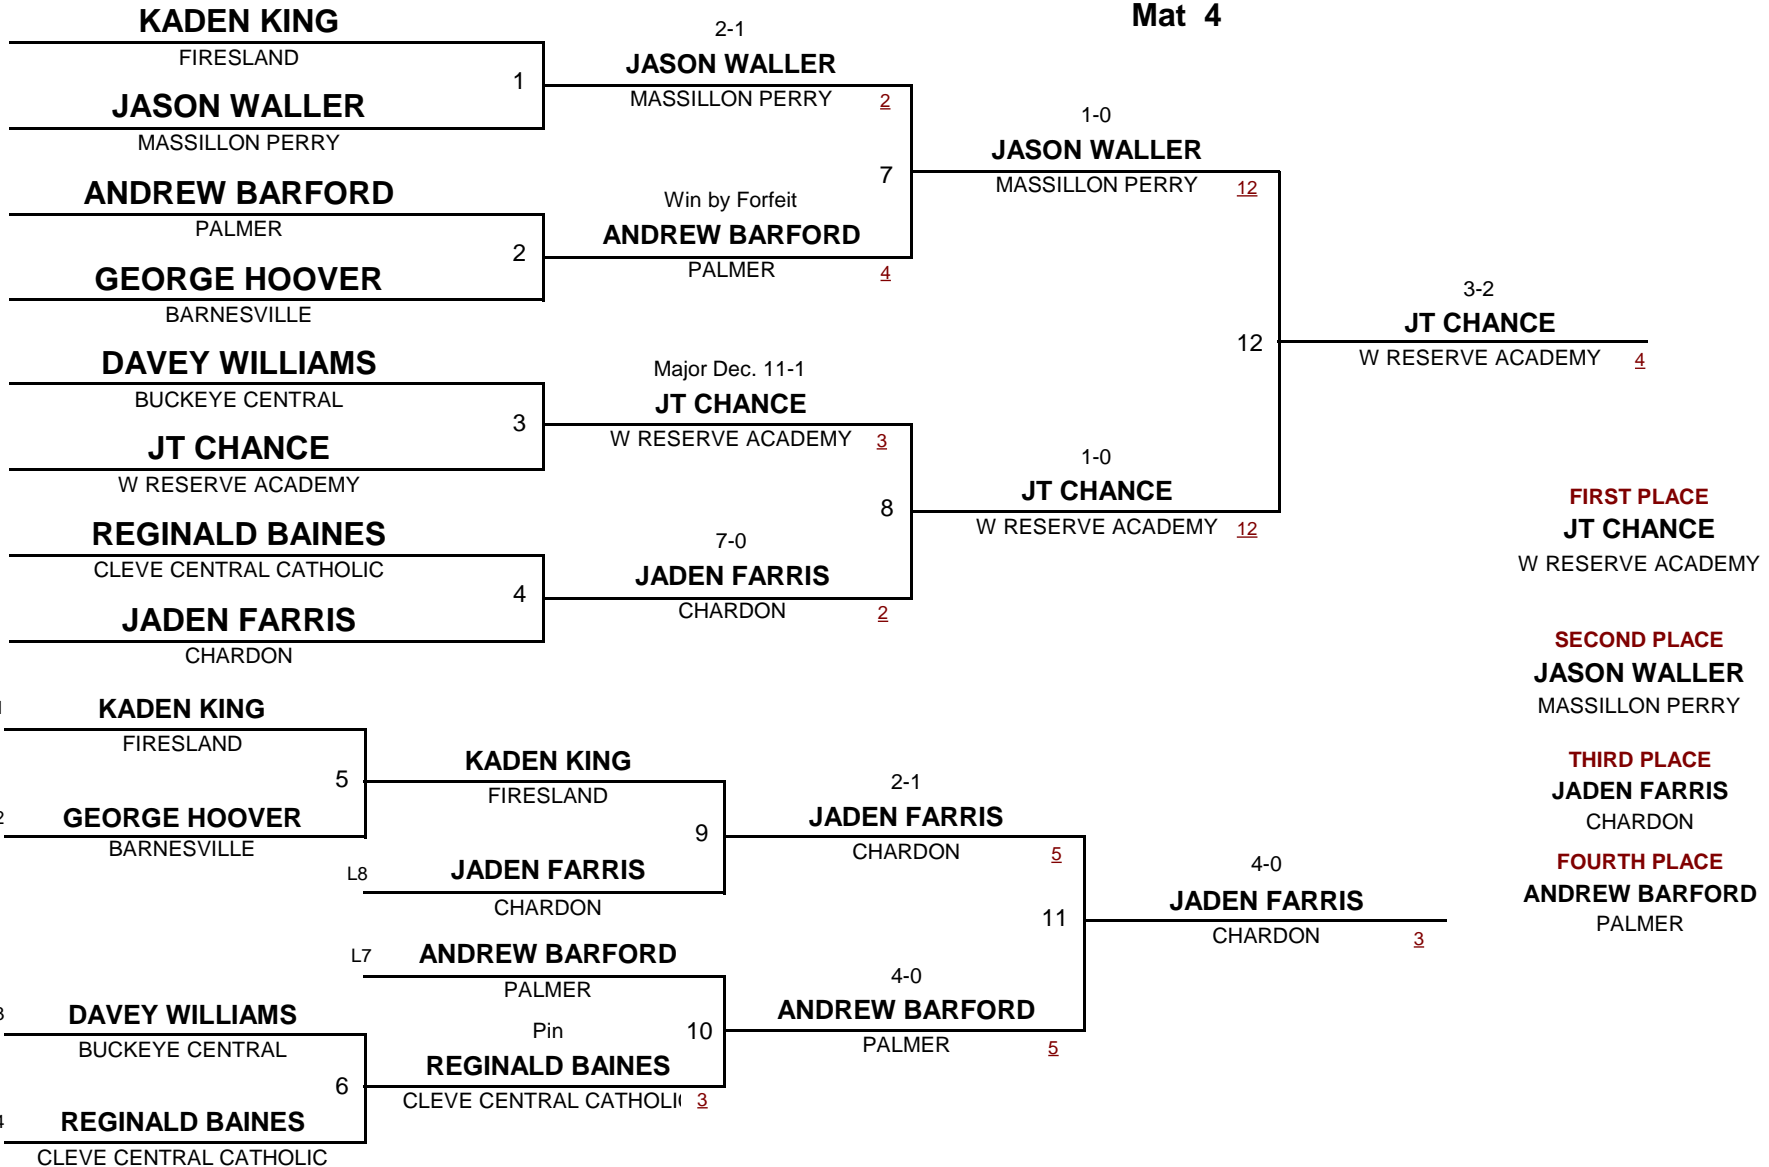 Mat 4
KADEN KING
FIRESLAND
1
JASON WALLER
MASSILLON PERRY
2-1
JASON WALLER
MASSILLON PERRY 2
ANDREW BARFORD
PALMER
2
GEORGE HOOVER
BARNESVILLE
Win by Forfeit
ANDREW BARFORD
PALMER 4
7
1-0
JASON WALLER
MASSILLON PERRY 12
DAVEY WILLIAMS
BUCKEYE CENTRAL
3
JT CHANCE
W RESERVE ACADEMY
Major Dec. 11-1
JT CHANCE
W RESERVE ACADEMY 3
REGINALD BAINES
CLEVE CENTRAL CATHOLIC
4
JADEN FARRIS
CHARDON
7-0
JADEN FARRIS
CHARDON 2
8
1-0
JT CHANCE
W RESERVE ACADEMY 12
12
3-2
JT CHANCE
W RESERVE ACADEMY 4
FIRST PLACE
JT CHANCE
W RESERVE ACADEMY
SECOND PLACE
JASON WALLER
MASSILLON PERRY
THIRD PLACE
JADEN FARRIS
CHARDON
FOURTH PLACE
ANDREW BARFORD
PALMER
KADEN KING
FIRESLAND
5
GEORGE HOOVER
BARNESVILLE
KADEN KING
FIRESLAND
9
L8 JADEN FARRIS
CHARDON
2-1
JADEN FARRIS
CHARDON 5
L7 ANDREW BARFORD
PALMER
10
DAVEY WILLIAMS
BUCKEYE CENTRAL
6
REGINALD BAINES
CLEVE CENTRAL CATHOLIC
Pin
REGINALD BAINES
CLEVE CENTRAL CATHOLI 3
4-0
ANDREW BARFORD
PALMER 5
11
4-0
JADEN FARRIS
CHARDON 3